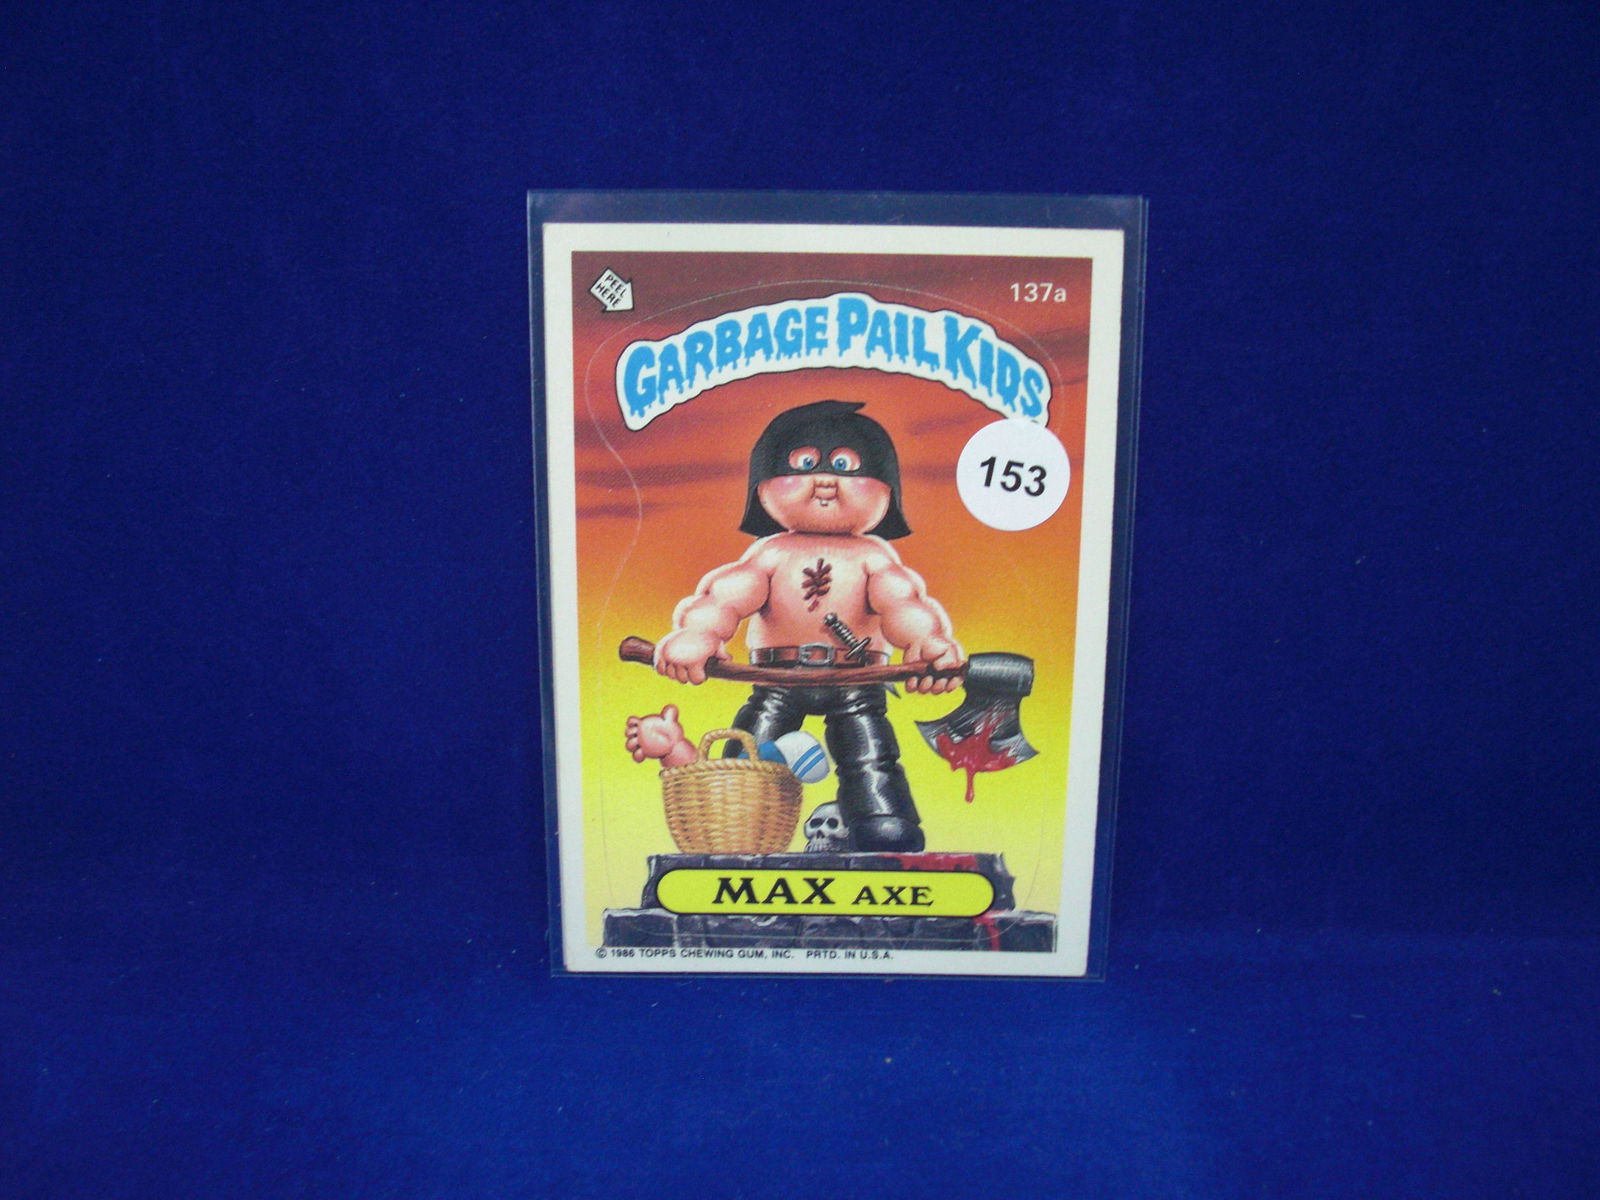 PEEL
HERE
137a
GARBAGE PAIL KIDS
153
MAX AXE
© 1986 TOPPS CHEWING GUM, INC. PRTD. IN U.S.A.